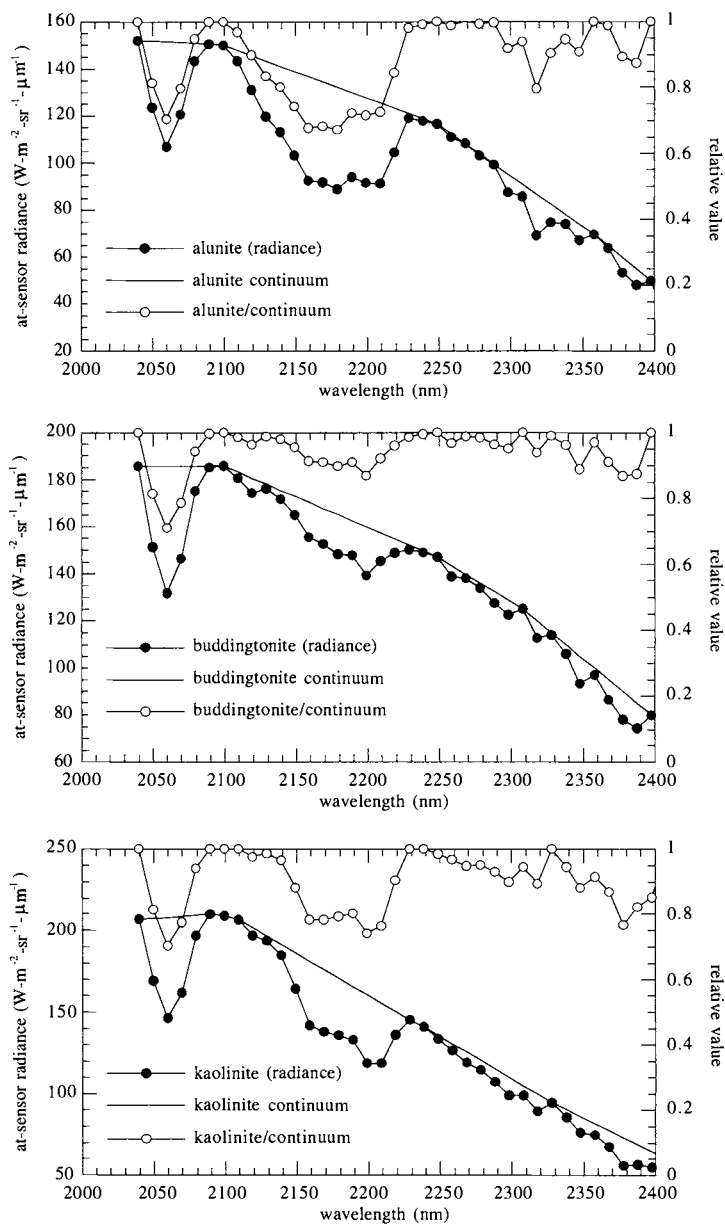 160
140
120
100
80
60
40
20
at-sensor radiance (W-m-2-sr-1-µm-1)
1
0.8
0.6
0.4
0.2
0
relative value
alunite (radiance)
alunite continuum
alunite/continuum
2000 2050 2100 2150 2200 2250 2300 2350 2400
wavelength (nm)
200
180
160
140
120
100
80
60
at-sensor radiance (W-m-2-sr-1-µm-1)
1
0.8
0.6
0.4
0.2
0
relative value
buddingtonite (radiance)
buddingtonite continuum
buddingtonite/continuum
2000 2050 2100 2150 2200 2250 2300 2350 2400
wavelength (nm)
250
200
150
100
50
at-sensor radiance (W-m-2-sr-1-µm1)
1
0.8
0.6
0.4
0.2
0
relative value
kaolinite (radiance)
kaolinite continuum
kaolinite/continuum
2000 2050 2100 2150 2200 2250 2300 2350 2400
wavelength (nm)